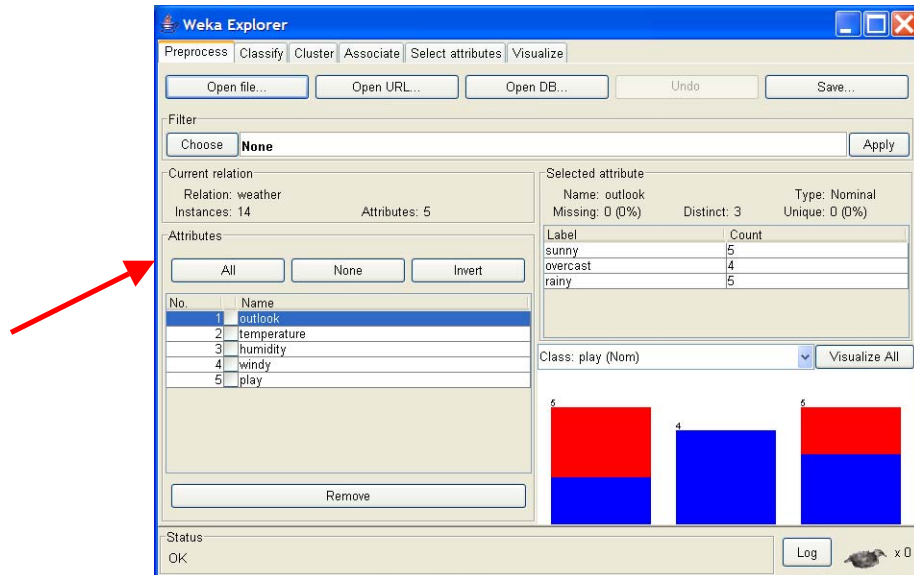 Weka Explorer
Preprocess Classify Cluster Associate Select attributes Visualize
Open file... Open URL... Open DB... Undo Save...
Filter
Choose None Apply
Current relation
Relation: weather
Instances: 14 Attributes: 5
Selected attribute
Name: outlook Type: Nominal
Missing: 0 (0%) Distinct: 3 Unique: 0 (0%)
Attributes
All None Invert
No. Name
1 outlook
2 temperature
3 humidity
4 windy
5 play
Remove
Label Count
sunny 5
overcast 4
rainy 5
Class: play (Nom) Visualize All
5 4 5
Status
OK
Log x 0